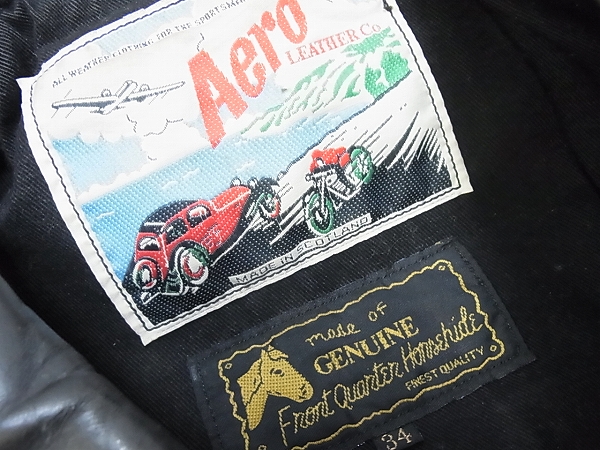 ALL WEATHER CLOTHING FOR THE SPORTSMAN
Aero
LEATHER Co
MADE IN SCOTLAND
made of
GENUINE
Front Quarter Horsehide
FINEST QUALITY
34